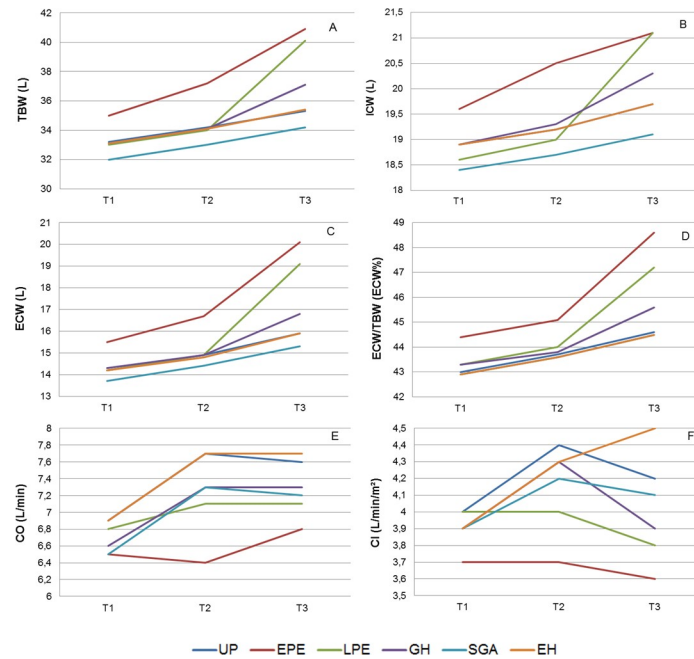 A
TBW (L)
42
40
38
36
34
32
30
T1 T2 T3
B
ICW (L)
21,5
21
20,5
20
19,5
19
18,5
18
T1 T2 T3
C
ECW (L)
21
20
19
18
17
16
15
14
13
T1 T2 T3
D
ECW/TBW (ECW%)
49
48
47
46
45
44
43
42
T1 T2 T3
E
CO (L/min)
8
7,8
7,6
7,4
7,2
7
6,8
6,6
6,4
6,2
6
T1 T2 T3
F
CI (L/min/m²)
4,5
4,4
4,3
4,2
4,1
4
3,9
3,8
3,7
3,6
3,5
T1 T2 T3
UP EPE LPE GH SGA EH